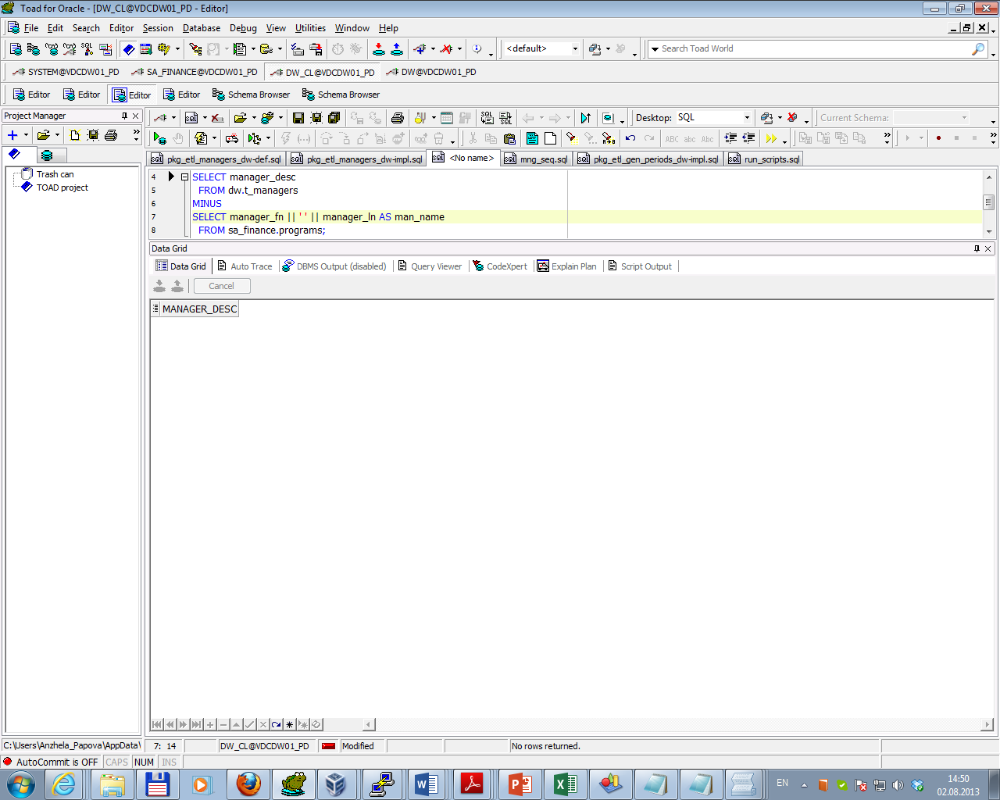 Toad for Oracle - [DW_CL@VDCDW01_PD - Editor]
File Edit Search Editor Session Database Debug View Utilities Window Help
<default> Search Toad World
SYSTEM@VDCDW01_PD SA_FINANCE@VDCDW01_PD DW_CL@VDCDW01_PD DW@VDCDW01_PD
Editor Editor Editor Editor Schema Browser Schema Browser
Project Manager
Desktop: SQL Current Schema:
pkg_etl_managers_dw-def.sql pkg_etl_managers_dw-impl.sql <No name> mng_seq.sql pkg_etl_gen_periods_dw-impl.sql run_scripts.sql
Trash can
TOAD project
4 SELECT manager_desc
5 FROM dw.t_managers
6 MINUS
7 SELECT manager_fn || ' ' || manager_ln AS man_name
8 FROM sa_finance.programs;
Data Grid
Data Grid Auto Trace DBMS Output (disabled) Query Viewer CodeXpert Explain Plan Script Output
Cancel
MANAGER_DESC
C:\Users\Anzhela_Papova\AppData\ 7: 14 DW_CL@VDCDW01_PD Modified No rows returned.
AutoCommit is OFF CAPS NUM INS
EN 14:50
02.08.2013